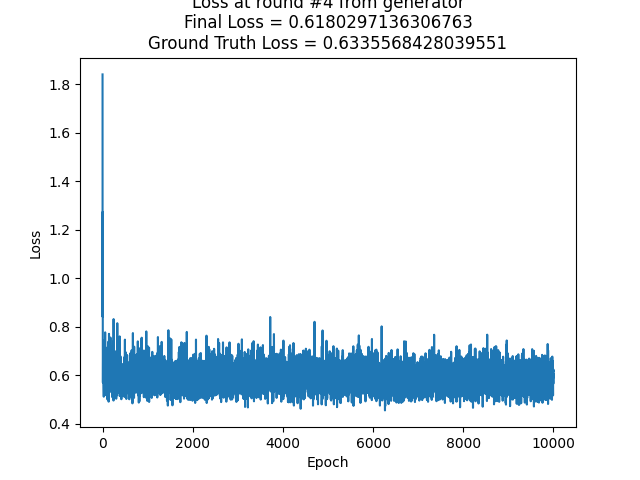 Loss at round #4 from generator
Final Loss = 0.6180297136306763
Ground Truth Loss = 0.6335568428039551
1.8
1.6
1.4
1.2
1.0
0.8
0.6
0.4
Loss
0 2000 4000 6000 8000 10000
Epoch